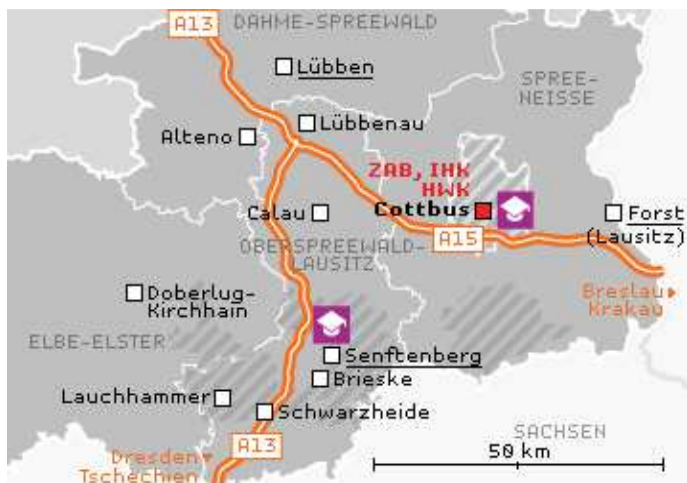 A13
DAHME-SPREEWALD
Lübben
SPREE-
NEISSE
Alteno
Lübbenau
ZAB, IHK
HWK
Cottbus
Calau
Forst
(Lausitz)
A15
OBERSPREEWALD-
LAUSITZ
Doberlug-
Kirchhain
Breslau
Krakau
ELBE-ELSTER
Senftenberg
Brieske
Lauchhammer
Schwarzheide
A13
SACHSEN
50 km
Dresden
Tschechien